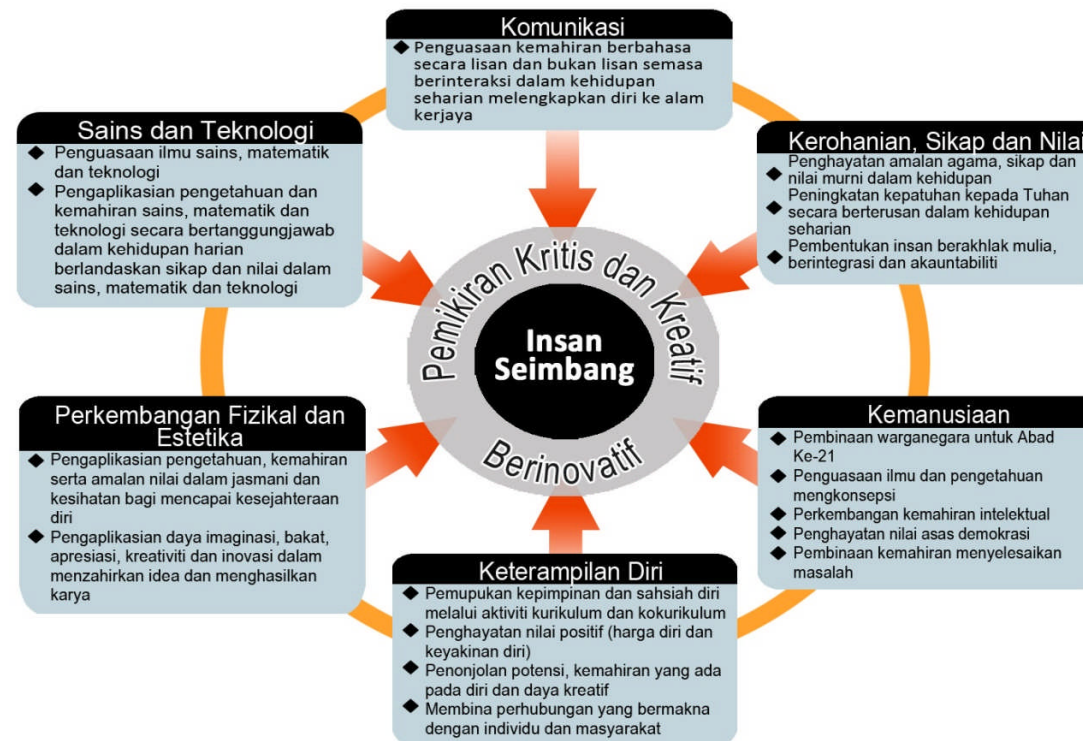 Komunikasi
Penguasaan kemahiran berbahasa
secara lisan dan bukan lisan semasa
berinteraksi dalam kehidupan
seharian melengkapkan diri ke alam
kerjaya
Sains dan Teknologi
Penguasaan ilmu sains, matematik
dan teknologi
Pengaplikasian pengetahuan dan
kemahiran sains, matematik dan
teknologi secara bertanggungjawab
dalam kehidupan harian
berlandaskan sikap dan nilai dalam
sains, matematik dan teknologi
Kerohanian, Sikap dan Nilai
Penghayatan amalan agama, sikap dan
nilai murni dalam kehidupan
Peningkatan kepatuhan kepada Tuhan
secara berterusan dalam kehidupan
seharian
Pembentukan insan berakhlak mulia,
berintegrasi dan akauntabiliti
Pemikiran Kritis dan Kreatif
Insan
Seimbang
Berinovatif
Perkembangan Fizikal dan
Estetika
Pengaplikasian pengetahuan, kemahiran
serta amalan nilai dalam jasmani dan
kesihatan bagi mencapai kesejahteraan
diri
Pengaplikasian daya imaginasi, bakat,
apresiasi, kreativiti dan inovasi dalam
menzahirkan idea dan menghasilkan
karya
Kemanusiaan
Pembinaan warganegara untuk Abad
Ke-21
Penguasaan ilmu dan pengetahuan
mengkonsepsi
Perkembangan kemahiran intelektual
Penghayatan nilai asas demokrasi
Pembinaan kemahiran menyelesaikan
masalah
Keterampilan Diri
Pemupukan kepimpinan dan sahsiah diri
melalui aktiviti kurikulum dan kokurikulum
Penghayatan nilai positif (harga diri dan
keyakinan diri)
Penonjolan potensi, kemahiran yang ada
pada diri dan daya kreatif
Membina perhubungan yang bermakna
dengan individu dan masyarakat